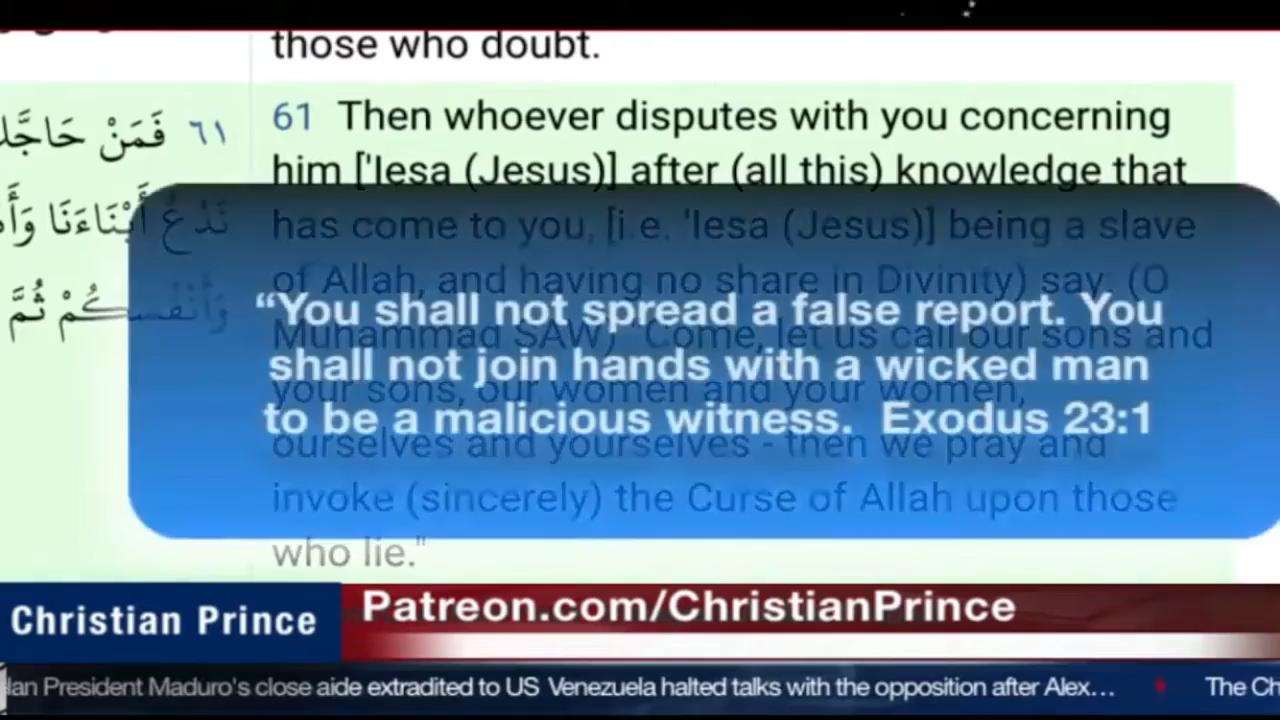 those who doubt.
٦١ فَمَنْ حَاجَّ
61 Then whoever disputes with you concerning
him ['Iesa (Jesus)] after (all this) knowledge that
نَدْعُ أَبْنَاءَنَا
has come to you, [i.e. 'Iesa (Jesus)] being a slave
of Allah, and having no share in Divinity) say: (O
وَأَنْفُسَكُمْ ثُمَّ
Muhammad SAW) "Come, let us call our sons and
your sons, our women and your women,
ourselves and yourselves - then we pray and
invoke (sincerely) the Curse of Allah upon those
who lie."
“You shall not spread a false report. You
shall not join hands with a wicked man
to be a malicious witness. Exodus 23:1
Christian Prince
Patreon.com/ChristianPrince
lan President Maduro's close aide extradited to US Venezuela halted talks with the opposition after Alex... The Ch